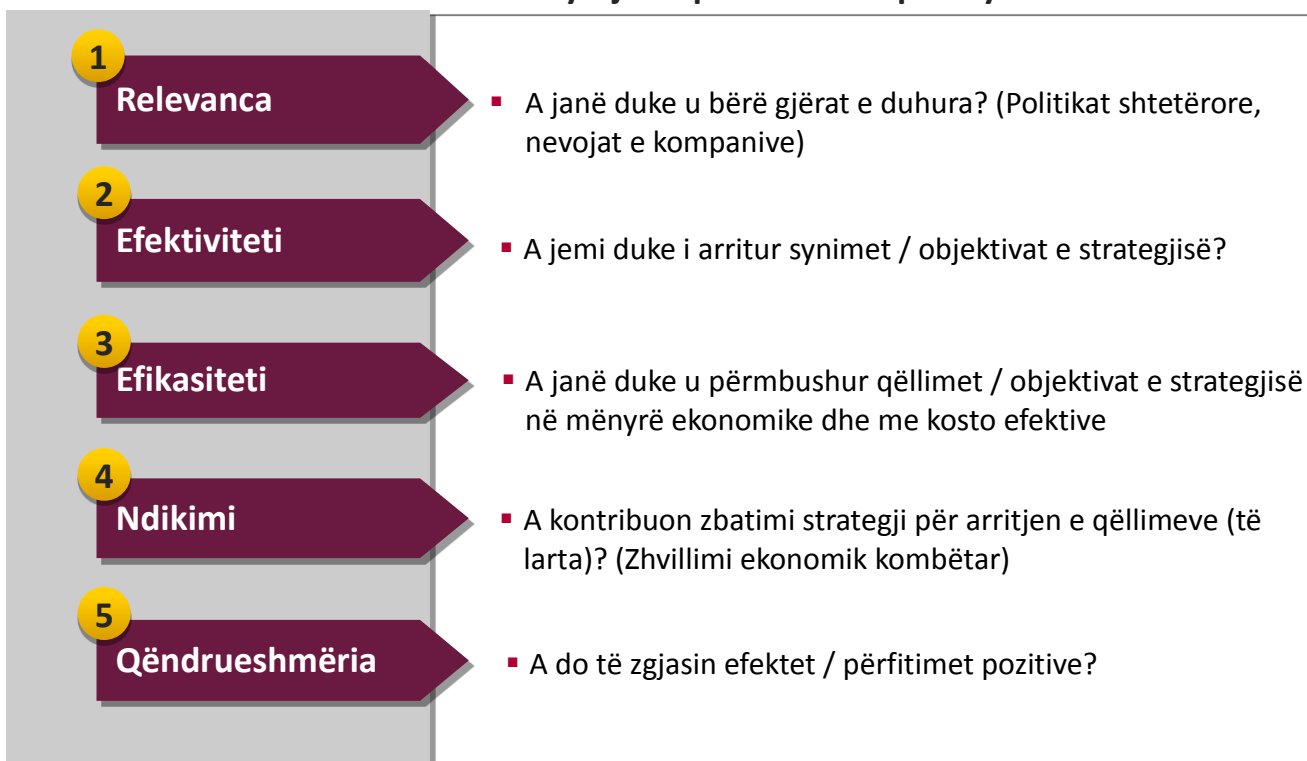 1
Relevanca
▪ A janë duke u bërë gjërat e duhura? (Politikat shtetërore,
nevojat e kompanive)
2
Efektiviteti
▪ A jemi duke i arritur synimet / objektivat e strategjisë?
3
Efikasiteti
▪ A janë duke u përmbushur qëllimet / objektivat e strategjisë
në mënyrë ekonomike dhe me kosto efektive
4
Ndikimi
▪ A kontribuon zbatimi strategji për arritjen e qëllimeve (të
larta)? (Zhvillimi ekonomik kombëtar)
5
Qëndrueshmëria
▪ A do të zgjasin efektet / përfitimet pozitive?